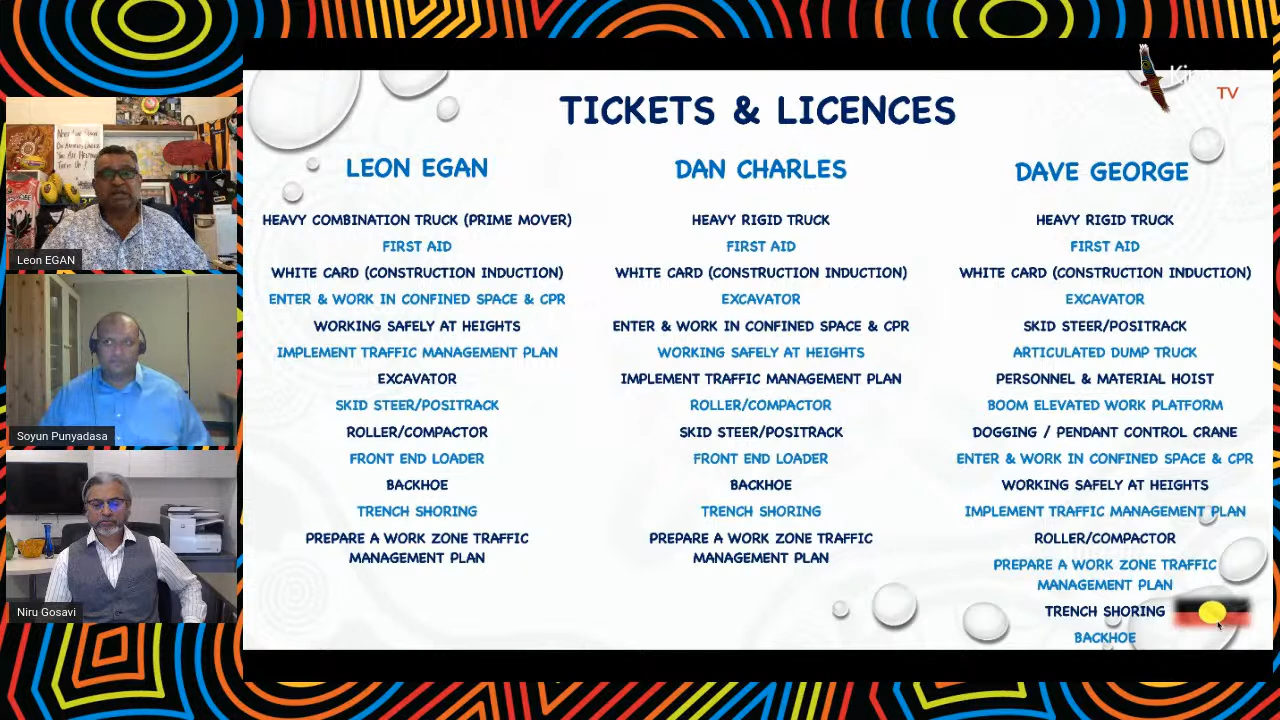 TICKETS & LICENCES
TV
LEON EGAN
HEAVY COMBINATION TRUCK (PRIME MOVER)
FIRST AID
WHITE CARD (CONSTRUCTION INDUCTION)
ENTER & WORK IN CONFINED SPACE & CPR
WORKING SAFELY AT HEIGHTS
IMPLEMENT TRAFFIC MANAGEMENT PLAN
EXCAVATOR
SKID STEER/POSITRACK
ROLLER/COMPACTOR
FRONT END LOADER
BACKHOE
TRENCH SHORING
PREPARE A WORK ZONE TRAFFIC
MANAGEMENT PLAN
DAN CHARLES
HEAVY RIGID TRUCK
FIRST AID
WHITE CARD (CONSTRUCTION INDUCTION)
EXCAVATOR
ENTER & WORK IN CONFINED SPACE & CPR
WORKING SAFELY AT HEIGHTS
IMPLEMENT TRAFFIC MANAGEMENT PLAN
ROLLER/COMPACTOR
SKID STEER/POSITRACK
FRONT END LOADER
BACKHOE
TRENCH SHORING
PREPARE A WORK ZONE TRAFFIC
MANAGEMENT PLAN
DAVE GEORGE
HEAVY RIGID TRUCK
FIRST AID
WHITE CARD (CONSTRUCTION INDUCTION)
EXCAVATOR
SKID STEER/POSITRACK
ARTICULATED DUMP TRUCK
PERSONNEL & MATERIAL HOIST
BOOM ELEVATED WORK PLATFORM
DOGGING / PENDANT CONTROL CRANE
ENTER & WORK IN CONFINED SPACE & CPR
WORKING SAFELY AT HEIGHTS
IMPLEMENT TRAFFIC MANAGEMENT PLAN
ROLLER/COMPACTOR
PREPARE A WORK ZONE TRAFFIC
MANAGEMENT PLAN
TRENCH SHORING
BACKHOE
Leon EGAN
Soyun Punyadasa
Niru Gosavi